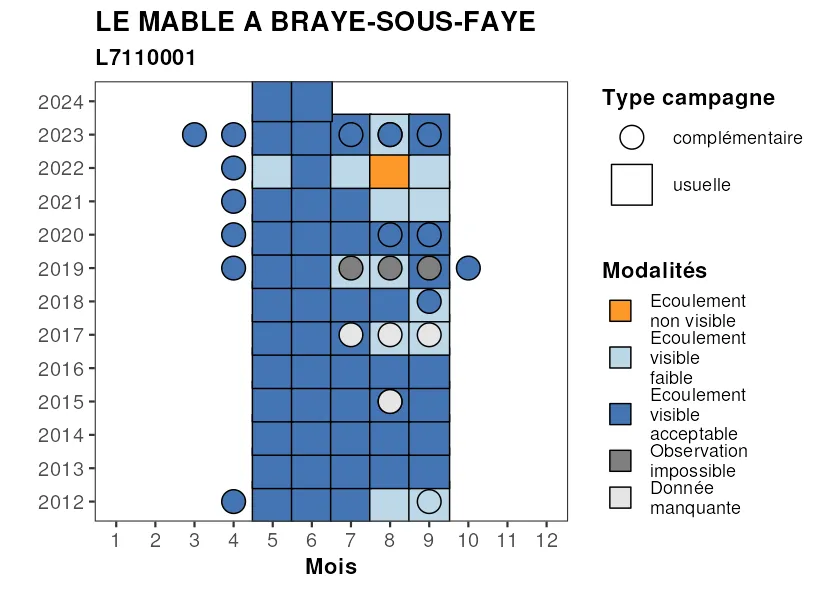 LE MABLE A BRAYE-SOUS-FAYE
L7110001
2024
2023
2022
2021
2020
2019
2018
2017
2016
2015
2014
2013
2012
1 2 3 4 5 6 7 8 9 10 11 12
Mois
Type campagne
complémentaire
usuelle
Modalités
Ecoulement
non visible
Ecoulement
visible
faible
Ecoulement
visible
acceptable
Observation
impossible
Donnée
manquante